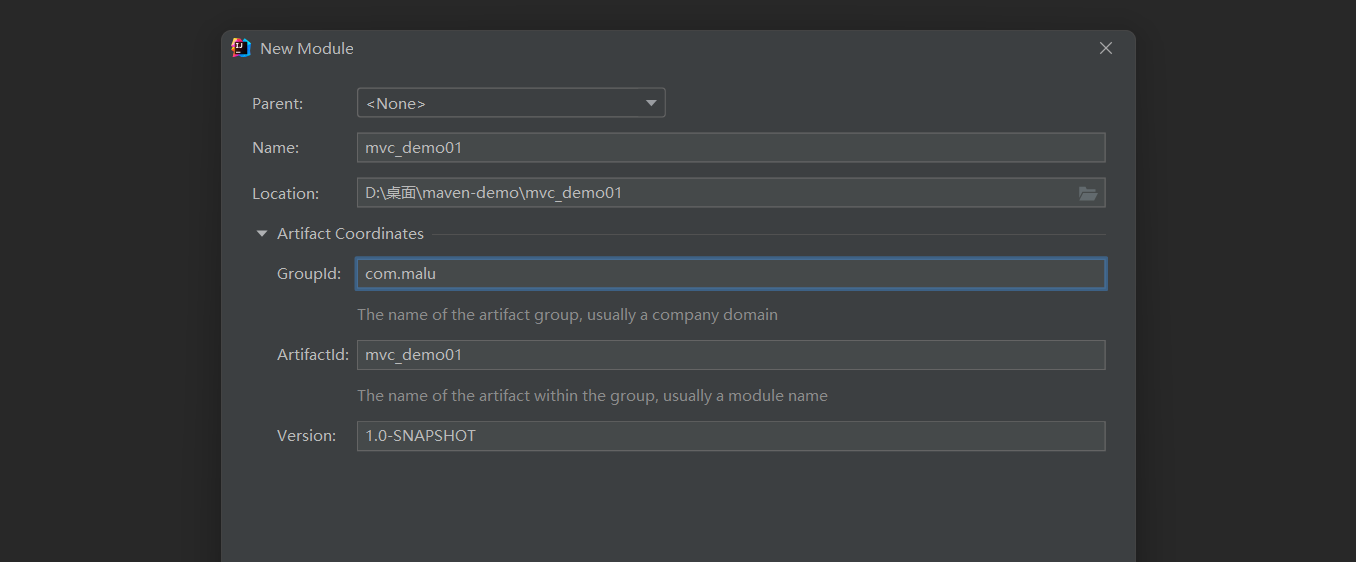 New Module
Parent: <None>
Name: mvc_demo01
Location: D:\桌面\maven-demo\mvc_demo01
Artifact Coordinates
GroupId: com.malu
The name of the artifact group, usually a company domain
ArtifactId: mvc_demo01
The name of the artifact within the group, usually a module name
Version: 1.0-SNAPSHOT